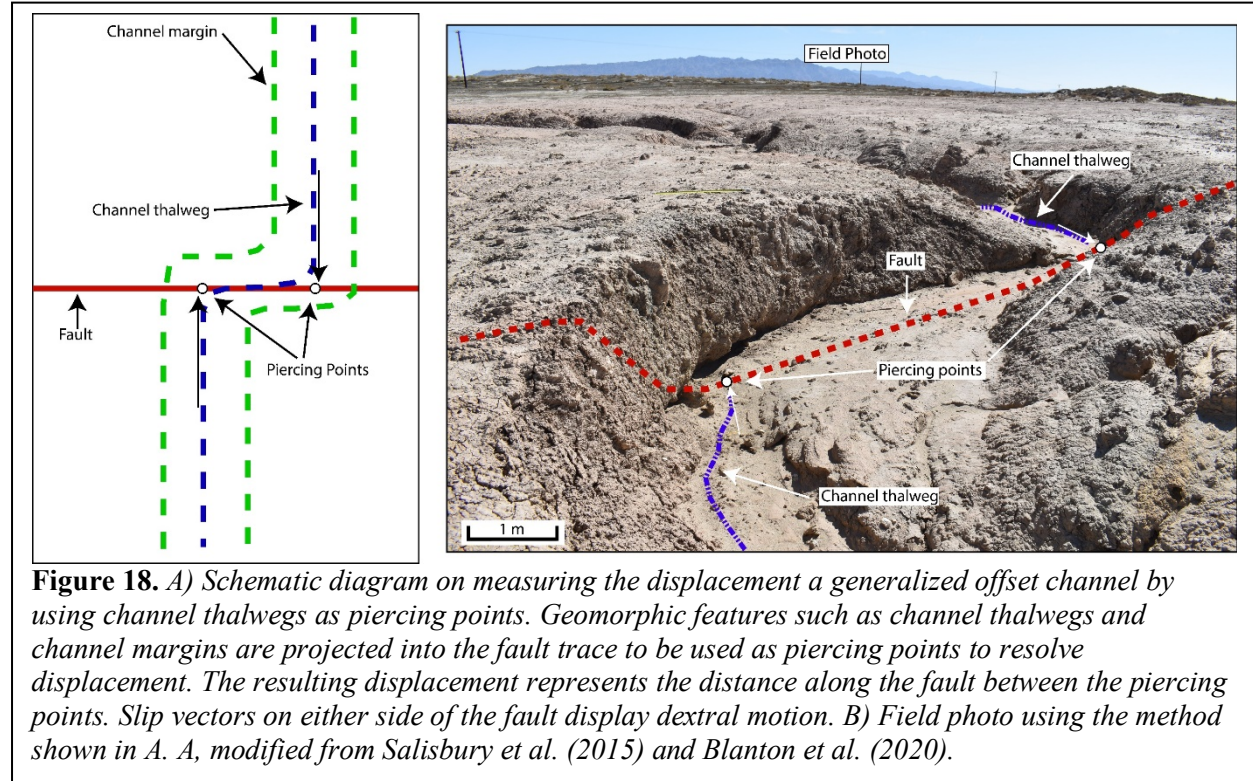 Channel margin
Channel thalweg
Fault
Piercing Points
Field Photo
Channel thalweg
Fault
Piercing points
Channel thalweg
1 m
Figure 18. A) Schematic diagram on measuring the displacement a generalized offset channel by
using channel thalwegs as piercing points. Geomorphic features such as channel thalwegs and
channel margins are projected into the fault trace to be used as piercing points to resolve
displacement. The resulting displacement represents the distance along the fault between the piercing
points. Slip vectors on either side of the fault display dextral motion. B) Field photo using the method
shown in A. A, modified from Salisbury et al. (2015) and Blanton et al. (2020).